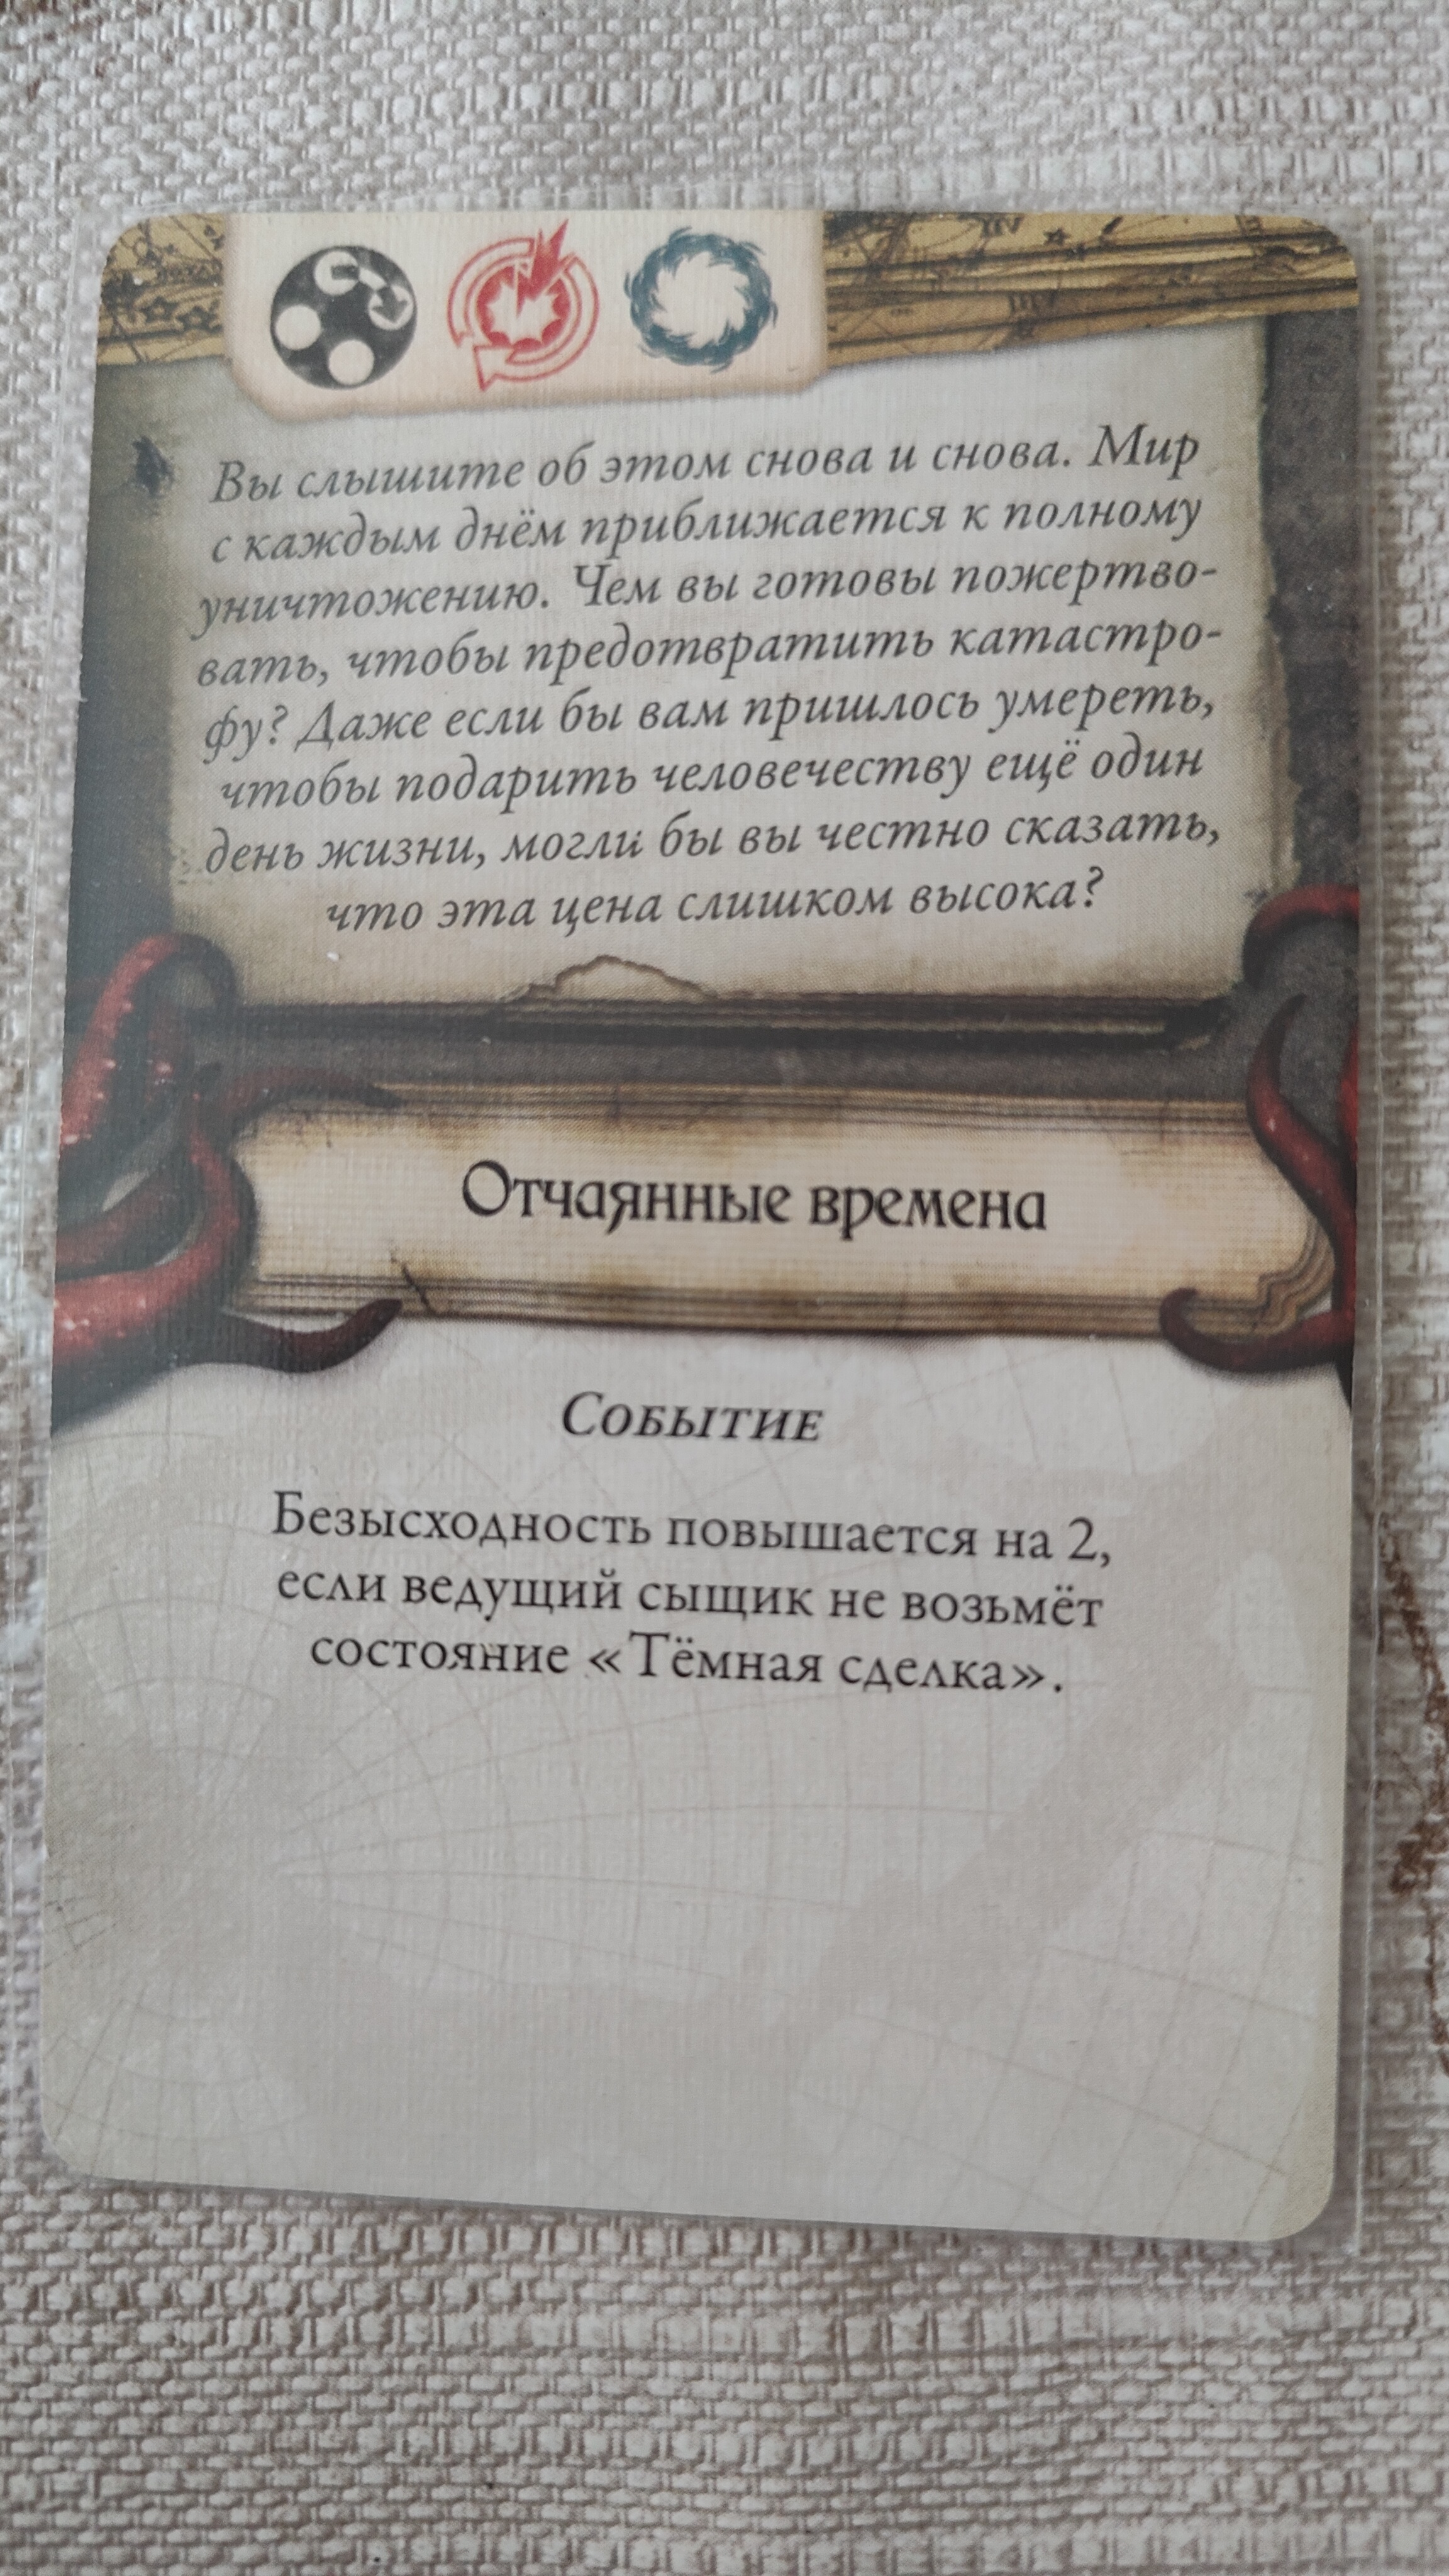 Вы слышите об этом снова и снова. Мир
с каждым днём приближается к полному
уничтожению. Чем вы готовы пожертво-
вать, чтобы предотвратить катастро-
фу? Даже если бы вам пришлось умереть,
чтобы подарить человечеству ещё один
день жизни, могли бы вы честно сказать,
что эта цена слишком высока?
Отчаянные времена
Событие
Безысходность повышается на 2,
если ведущий сыщик не возьмёт
состояние «Тёмная сделка».